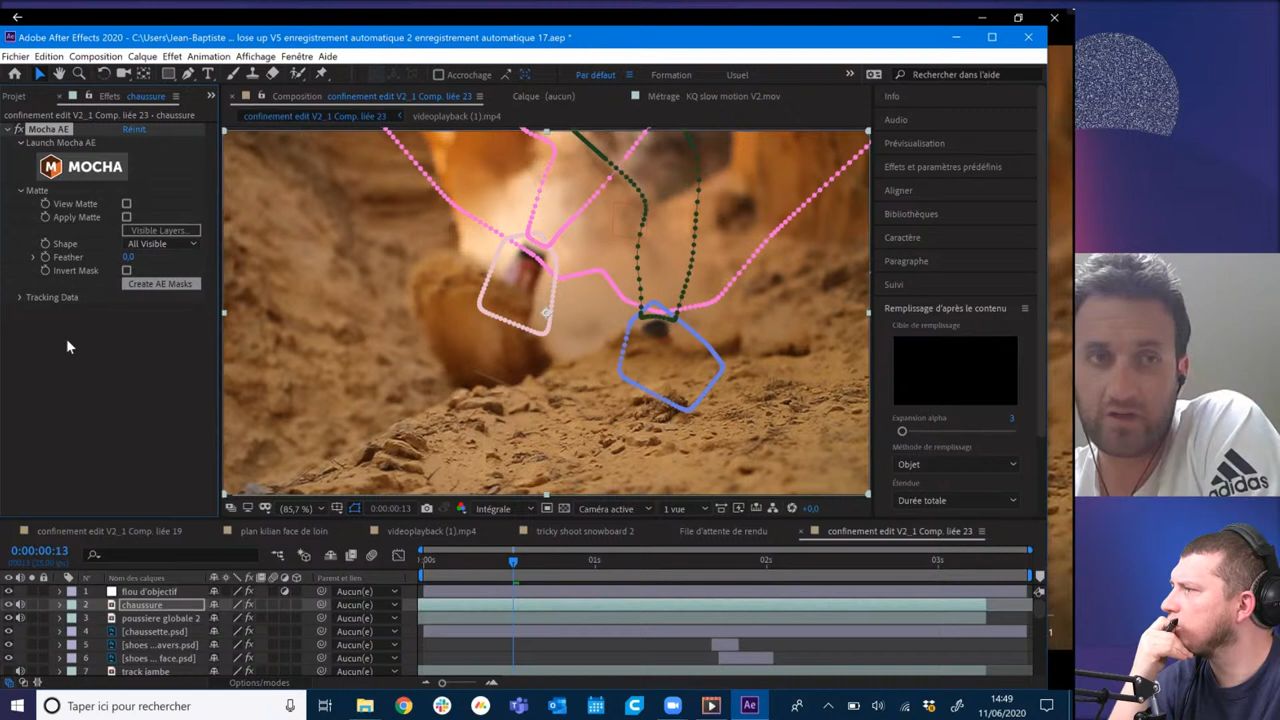 Adobe After Effects 2020 - C:\Users\Jean-Baptiste ... lose up V5 enregistrement automatique 2 enregistrement automatique 17.aep *
Fichier Edition Composition Calque Effet Animation Affichage Fenêtre Aide
Accrochage Par défaut Formation Usuel Rechercher dans l'aide
Projet Effets chaussure Composition confinement edit V2_1 Comp. liée 23 Calque (aucun) Métrage KQ slow motion V2.mov
confinement edit V2_1 Comp. liée 23 • chaussure
confinement edit V2_1 Comp. liée 23 videoplayback (1).mp4
fx Mocha AE Réinit.
Launch Mocha AE
M MOCHA
Matte
View Matte
Apply Matte
Visible Layers...
Shape All Visible
Feather 0,0
Invert Mask
Create AE Masks
Tracking Data
Info
Audio
Prévisualisation
Effets et paramètres prédéfinis
Aligner
Bibliothèques
Caractère
Paragraphe
Suivi
Remplissage d'après le contenu
Cible de remplissage
Expansion alpha 3
Méthode de remplissage
Objet
Étendue
Durée totale
(85,7 %) 0:00:00:13 Intégrale Caméra active 1 vue +0,0
confinement edit V2_1 Comp. liée 19 plan kilian face de loin videoplayback (1).mp4 tricky shoot snowboard 2 File d'attente de rendu confinement edit V2_1 Comp. liée 23
0:00:00:13
:00s 01s 02s 03s
N° Nom des calques Parent et lien
1 flou d'objectif Aucun(e)
2 chaussure Aucun(e)
3 poussiere globale 2 Aucun(e)
4 [chaussette.psd] Aucun(e)
5 [shoes ... avers.psd] Aucun(e)
6 [shoes ... face.psd] Aucun(e)
7 track jambe Aucun(e)
Options/modes
Taper ici pour rechercher
14:49
11/06/2020
adidas